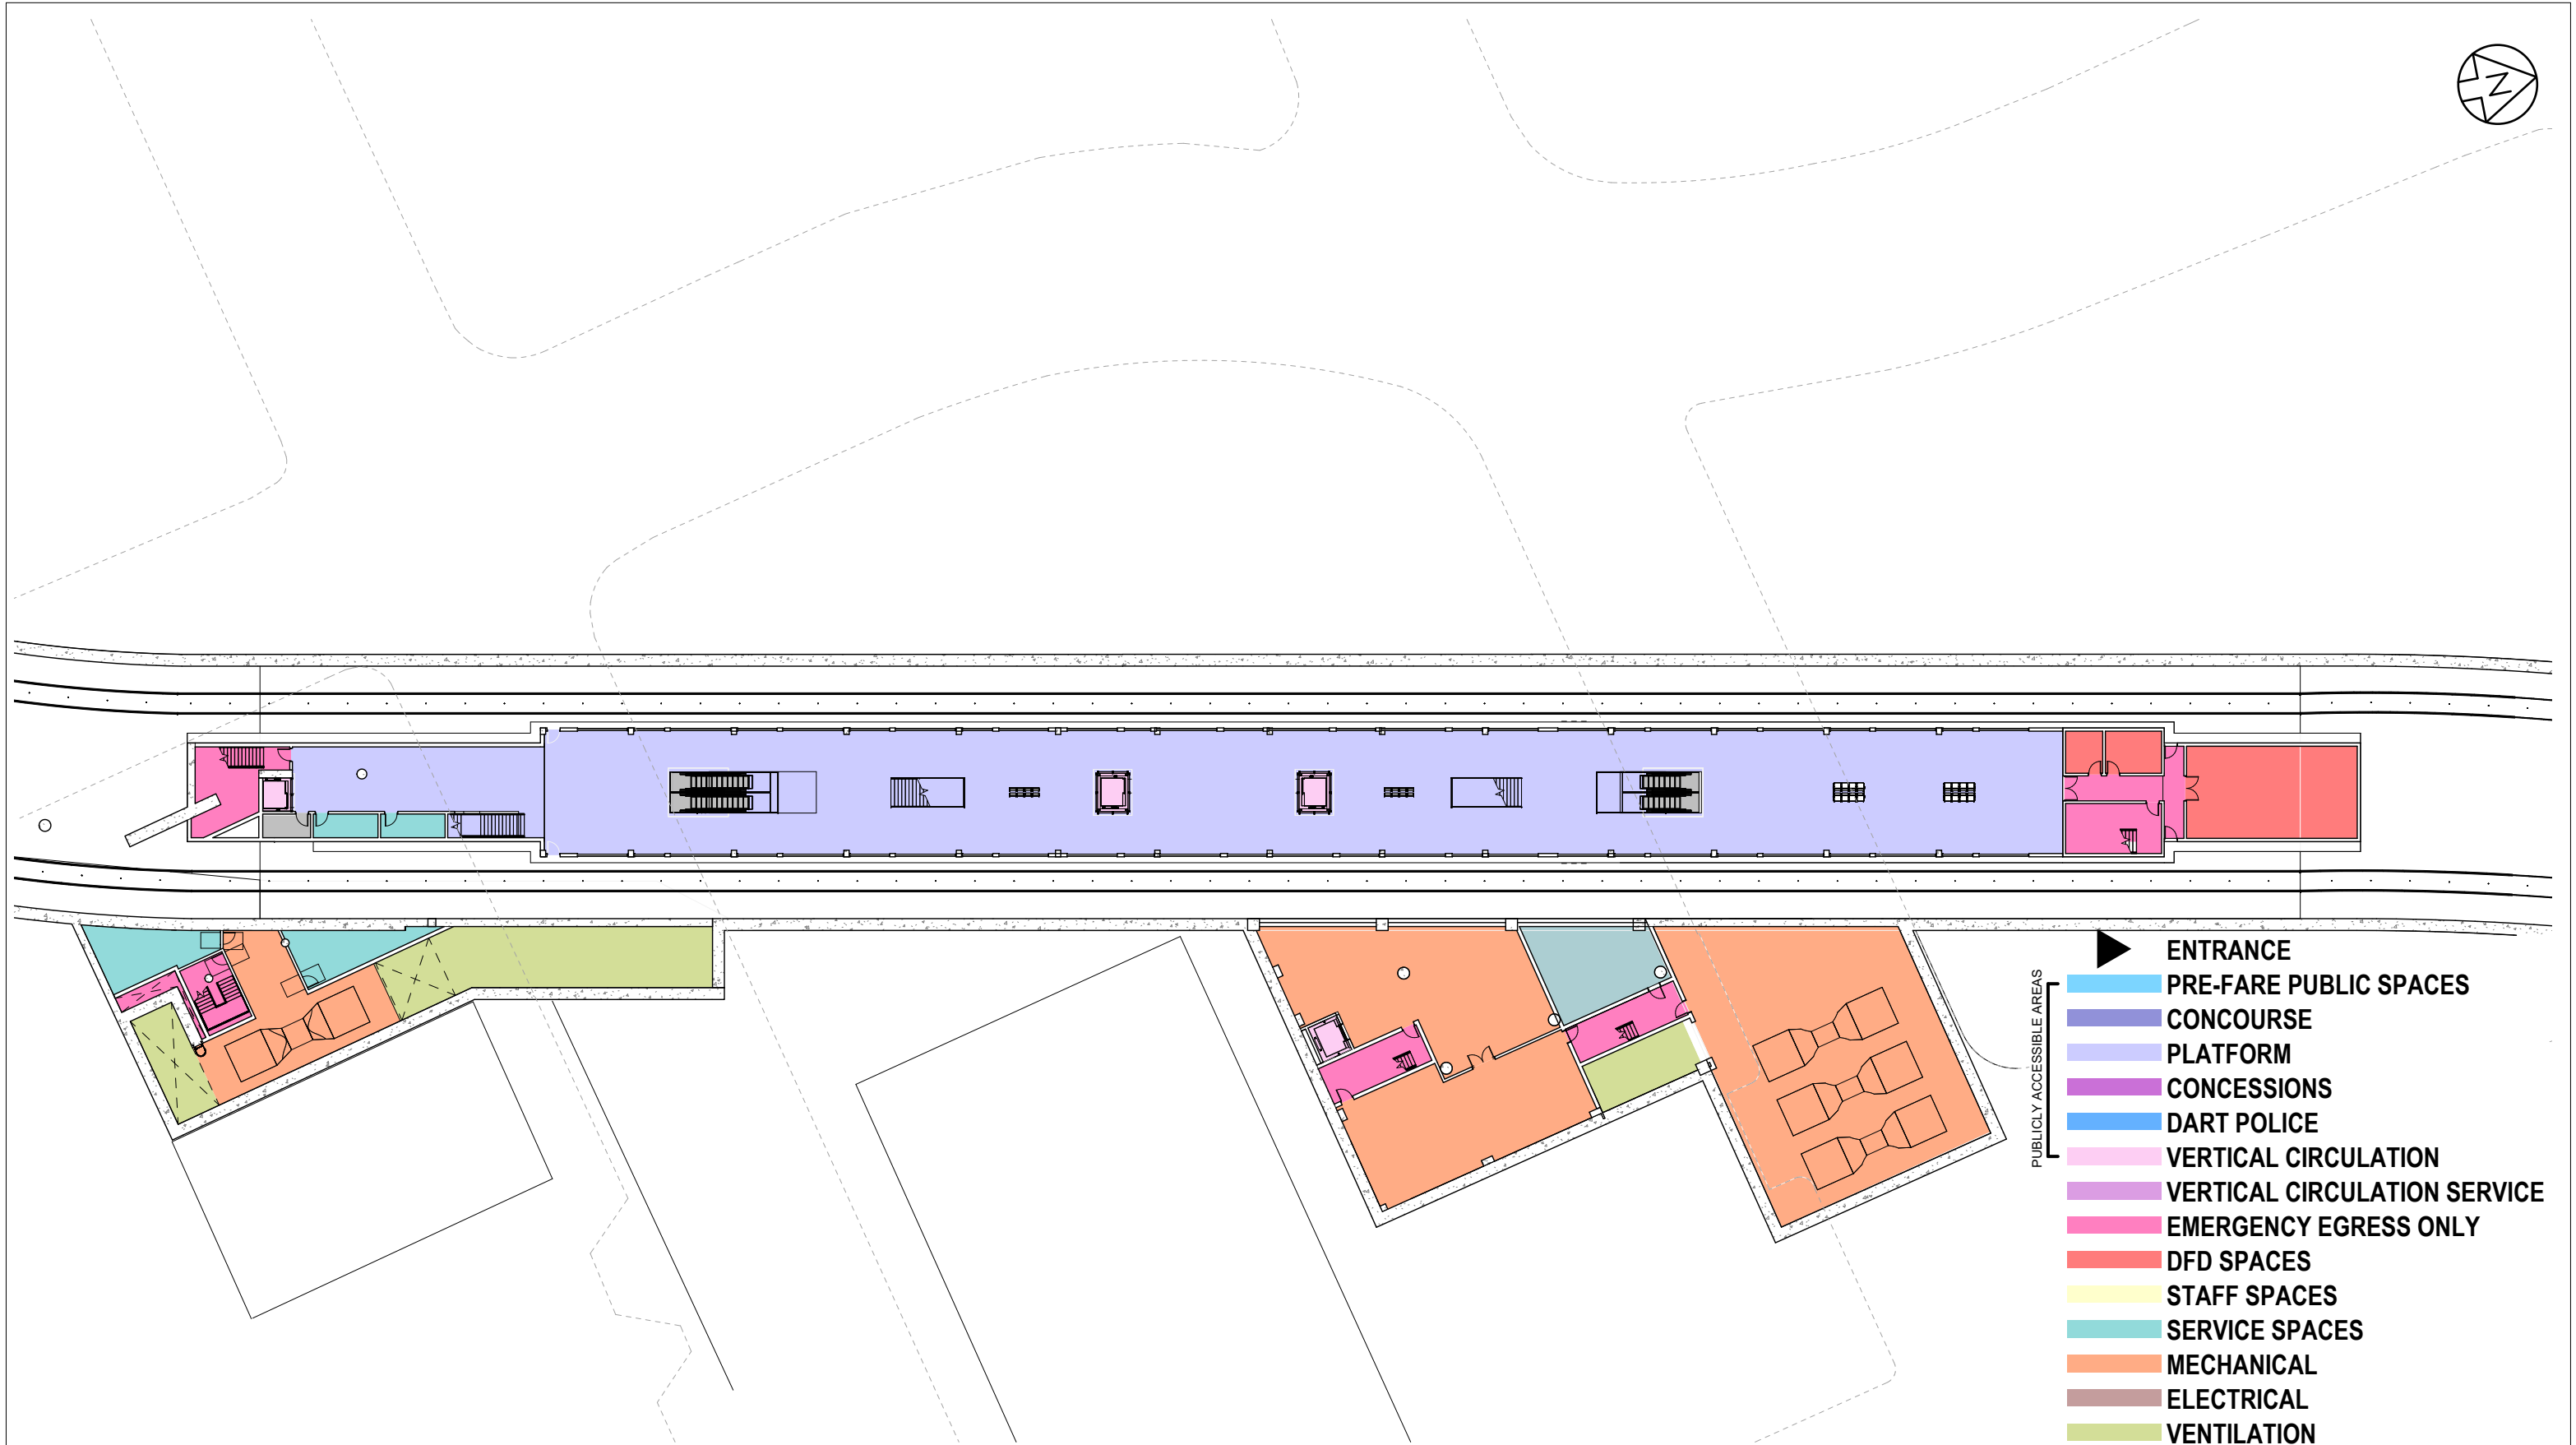 N
ENTRANCE
PUBLICLY ACCESSIBLE AREAS
PRE-FARE PUBLIC SPACES
CONCOURSE
PLATFORM
CONCESSIONS
DART POLICE
VERTICAL CIRCULATION
VERTICAL CIRCULATION SERVICE
EMERGENCY EGRESS ONLY
DFD SPACES
STAFF SPACES
SERVICE SPACES
MECHANICAL
ELECTRICAL
VENTILATION